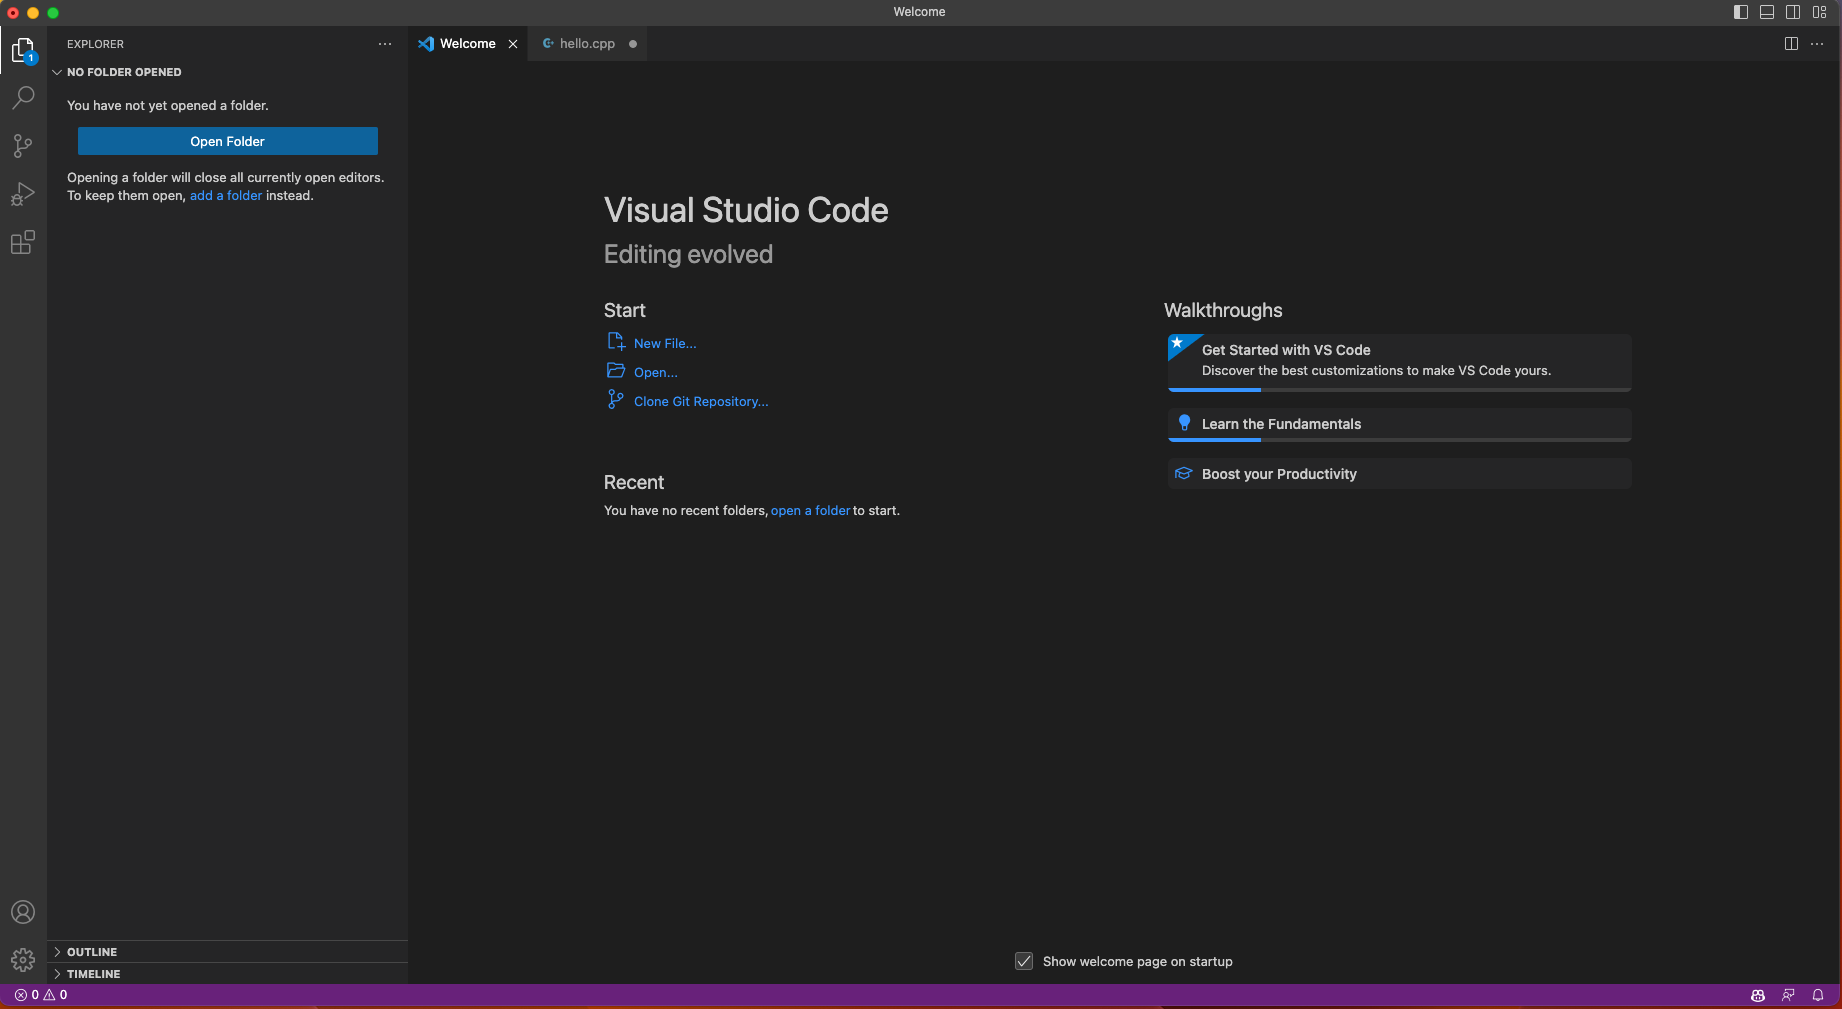 Welcome
EXPLORER
Welcome
hello.cpp
1
NO FOLDER OPENED
You have not yet opened a folder.
Open Folder
Opening a folder will close all currently open editors.
To keep them open, add a folder instead.
Visual Studio Code
Editing evolved
Start
New File...
Open...
Clone Git Repository...
Recent
You have no recent folders, open a folder to start.
Walkthroughs
Get Started with VS Code
Discover the best customizations to make VS Code yours.
Learn the Fundamentals
Boost your Productivity
OUTLINE
TIMELINE
Show welcome page on startup
0 0